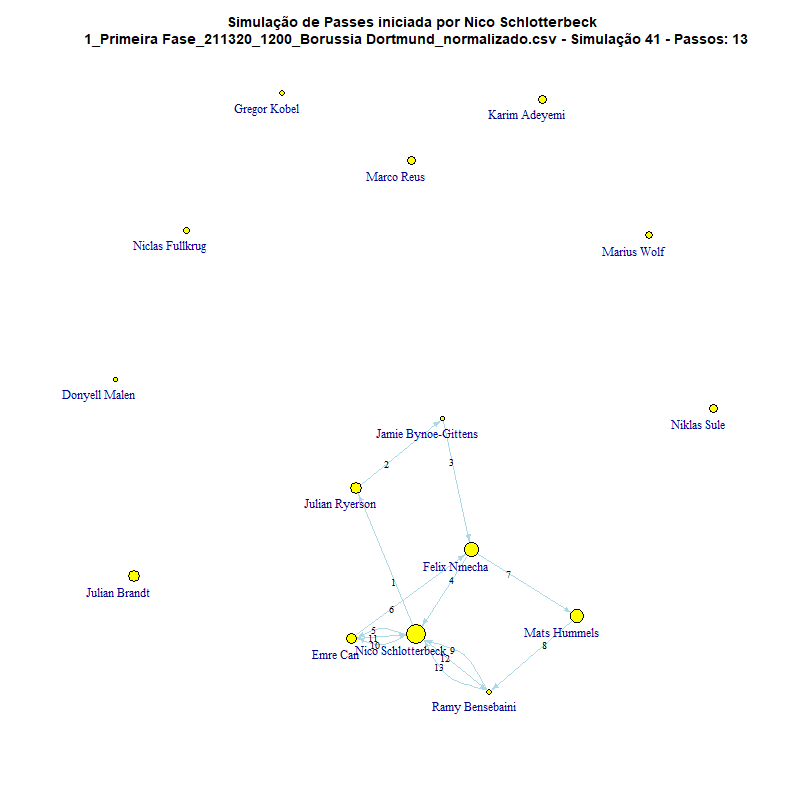 Simulação de Passes iniciada por Nico Schlotterbeck
1_Primeira Fase_211320_1200_Borussia Dortmund_normalizado.csv - Simulação 41 - Passos: 13
Gregor Kobel
Karim Adeyemi
Marco Reus
Niclas Fullkrug
Marius Wolf
Donyell Malen
Niklas Sule
Jamie Bynoe-Gittens
2
3
Julian Ryerson
Felix Nmecha
7
4
1
Julian Brandt
6
5
Mats Hummels
11
10
8
Emre Can
Nico Schlotterbeck
9
12
13
Ramy Bensebaini